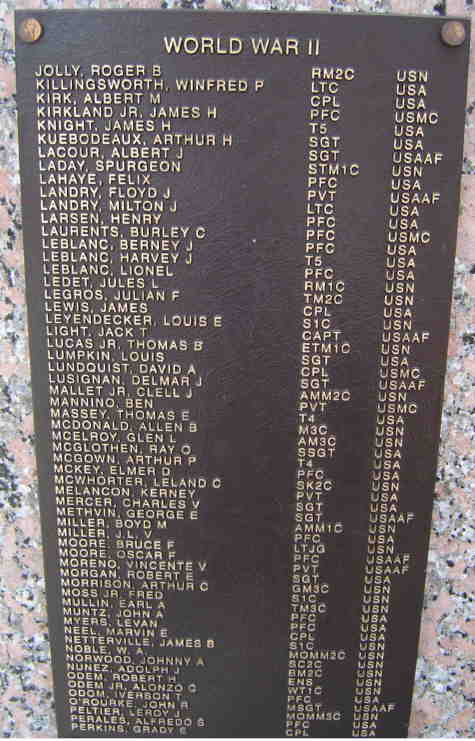 WORLD WAR II
JOLLY, ROGER B RM2C USN
KILLINGSWORTH, WINFRED P LTC USA
KIRK, ALBERT M CPL USA
KIRKLAND JR, JAMES H PFC USMC
KNIGHT, JAMES H T5 USA
KUEBODEAUX, ARTHUR H SGT USA
LACOUR, ALBERT J SGT USAAF
LADAY, SPURGEON STM1C USN
LAHAYE, FELIX PFC USA
LANDRY, FLOYD J PVT USAAF
LANDRY, MILTON J LTC USA
LARSEN, HENRY PFC USA
LAURENTS, BURLEY C PFC USMC
LEBLANC, BERNEY J PFC USA
LEBLANC, HARVEY J T5 USA
LEBLANC, LIONEL PFC USA
LEDET, JULES L RM1C USN
LEGROS, JULIAN F TM2C USN
LEWIS, JAMES CPL USA
LEYENDECKER, LOUIS E S1C USN
LIGHT, JACK T CAPT USAAF
LUCAS JR, THOMAS B ETM1C USN
LUMPKIN, LOUIS SGT USA
LUNDQUIST, DAVID A CPL USMC
LUSIGNAN, DELMAR J SGT USAAF
MALLET JR, CLELL J AMM2C USN
MANNINO, BEN PVT USMC
MASSEY, THOMAS E T4 USA
MCDONALD, ALLEN B M3C USN
MCELROY, GLEN L AM3C USN
MCGLOTHEN, RAY O SSGT USA
MCGOWN, ARTHUR P T4 USA
MCKEY, ELMER D PFC USA
MCWHORTER, LELAND C SK2C USN
MELANCON, KERNEY PVT USA
MERCER, CHARLES V SGT USA
METHVIN, GEORGE E SGT USAAF
MILLER, BOYD M AMM1C USN
MILLER, J.L. V PFC USA
MOORE, BRUCE F LTJG USN
MOORE, OSCAR F PFC USAAF
MORENO, VINCENTE V PVT USAAF
MORGAN, ROBERT E SGT USA
MORRISON, ARTHUR C GM3C USN
MOSS JR, FRED S1C USN
MULLIN, EARL A TM3C USN
MUNTZ, JOHN A PFC USA
MYERS, LEVAN PFC USA
NEEL, MARVIN E CPL USA
NETTERVILLE, JAMES B S1C USN
NOBLE, W. A. MOMM2C USN
NORWOOD, JOHNNY A SC2C USN
NUNEZ, ADOLPH J BM2C USN
ODEM, ROBERT H ENS USN
ODEM JR, ALONZO C WT1C USN
ODOM, IVERSON T PFC USA
O'ROURKE, JOHN R MSGT USAAF
PELTIER, LEROY J MOMM3C USN
PERALES, ALFREDO S PFC USA
PERKINS, GRADY E CPL USA